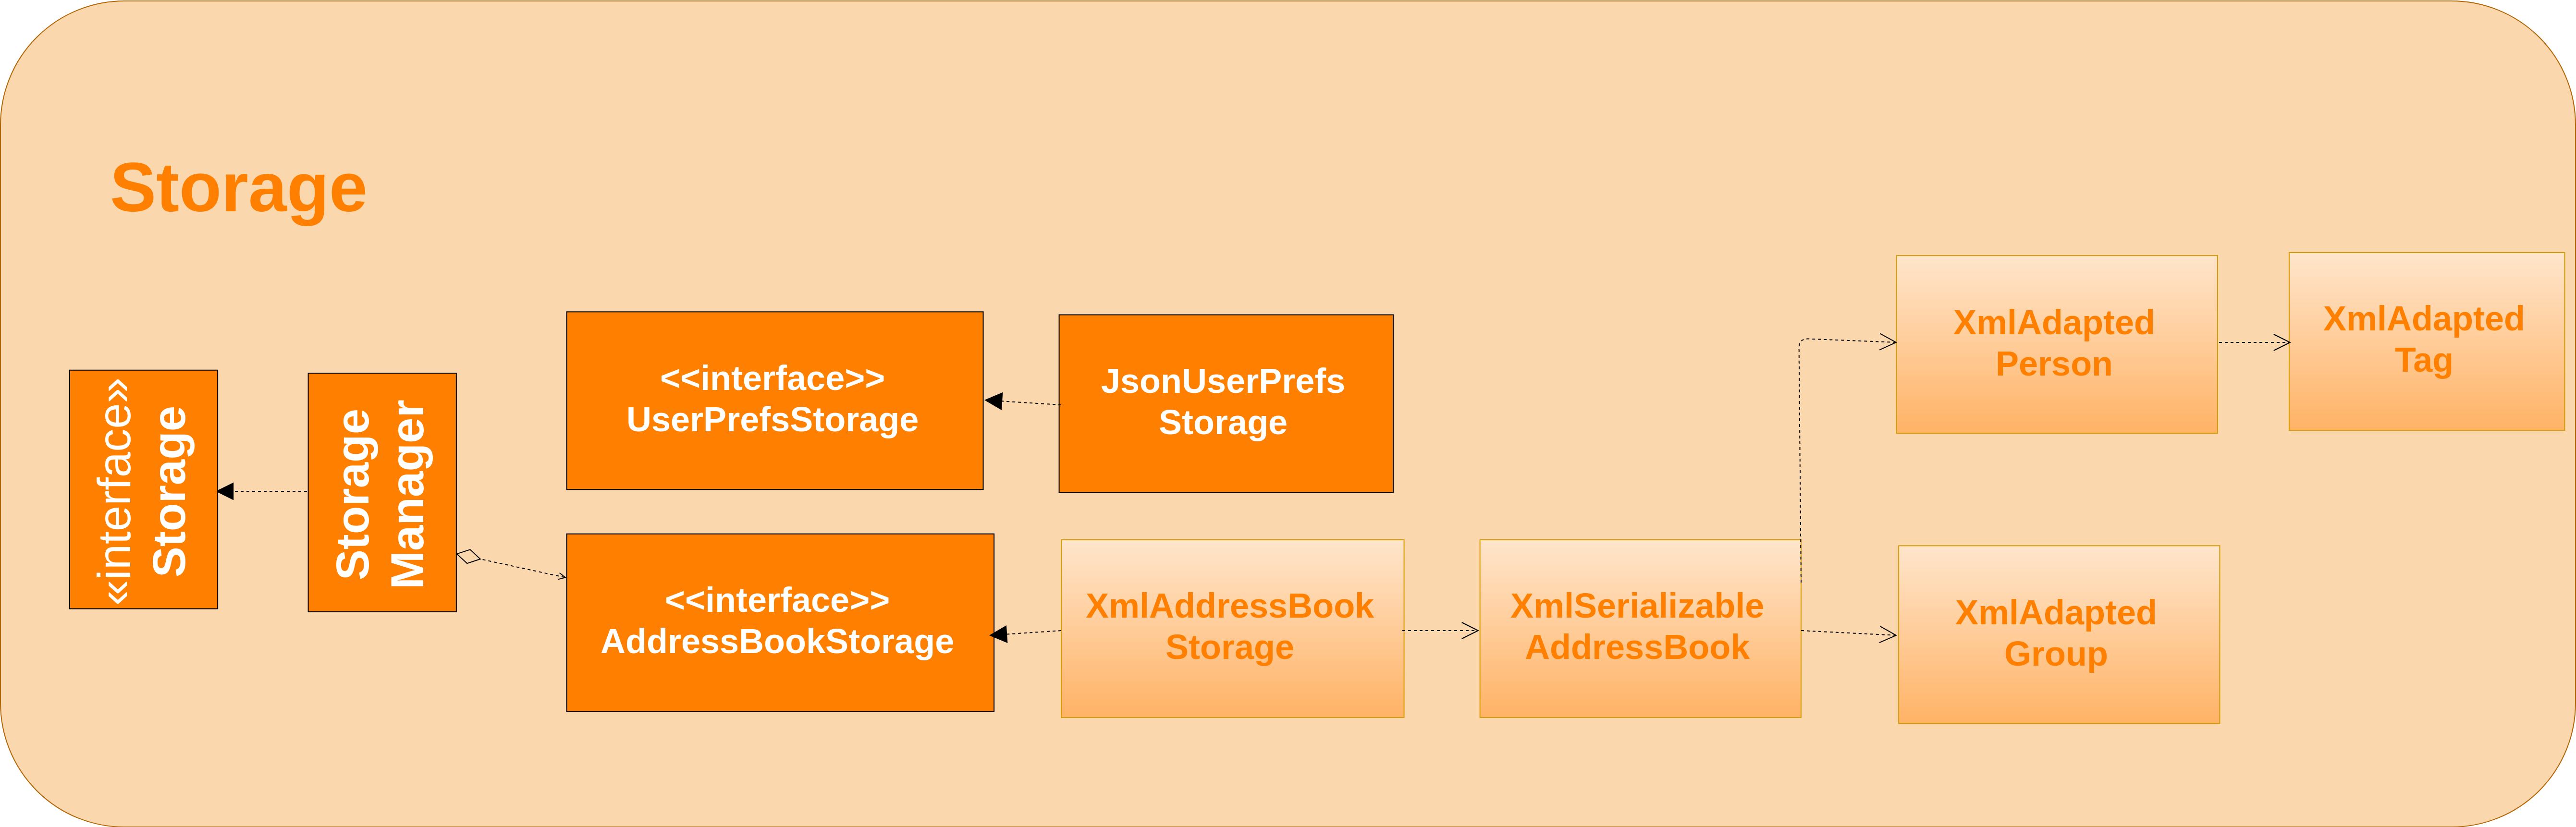 Storage
«interface»
Storage
Storage
Manager
<<interface>>
UserPrefsStorage
JsonUserPrefs
Storage
<<interface>>
AddressBookStorage
XmlAddressBook
Storage
XmlSerializable
AddressBook
XmlAdapted
Person
XmlAdapted
Tag
XmlAdapted
Group